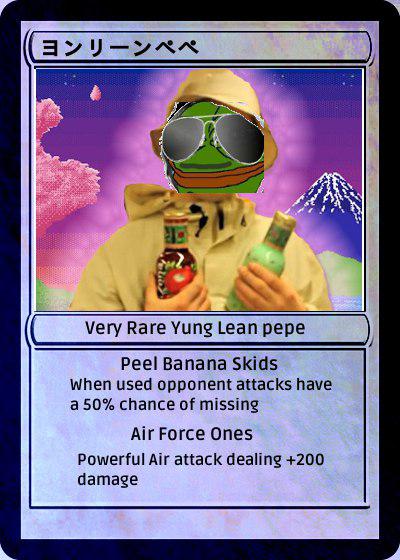 ヨンリーンペペ
Very Rare Yung Lean pepe
Peel Banana Skids
When used opponent attacks have
a 50% chance of missing
Air Force Ones
Powerful Air attack dealing +200
damage